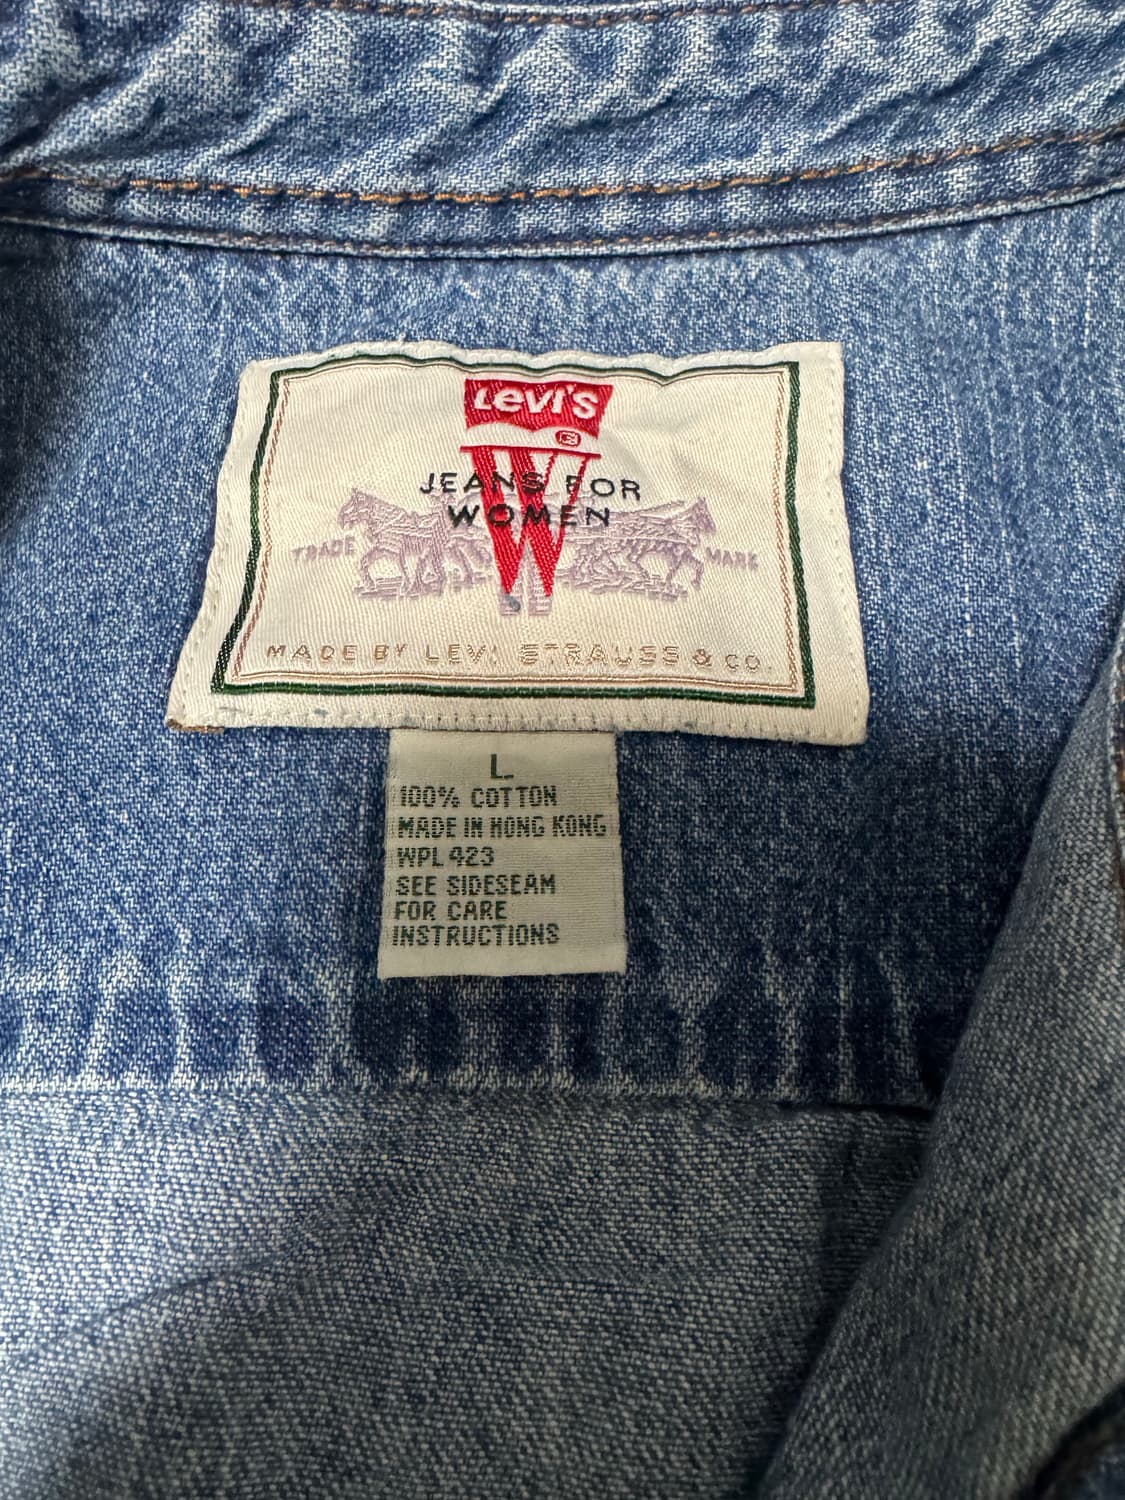 Levi's
®
W
JEANS FOR
WOMEN
TRADE MARK
MADE BY LEVI STRAUSS & CO.
L
100% COTTON
MADE IN HONG KONG
WPL 423
SEE SIDESEAM
FOR CARE
INSTRUCTIONS